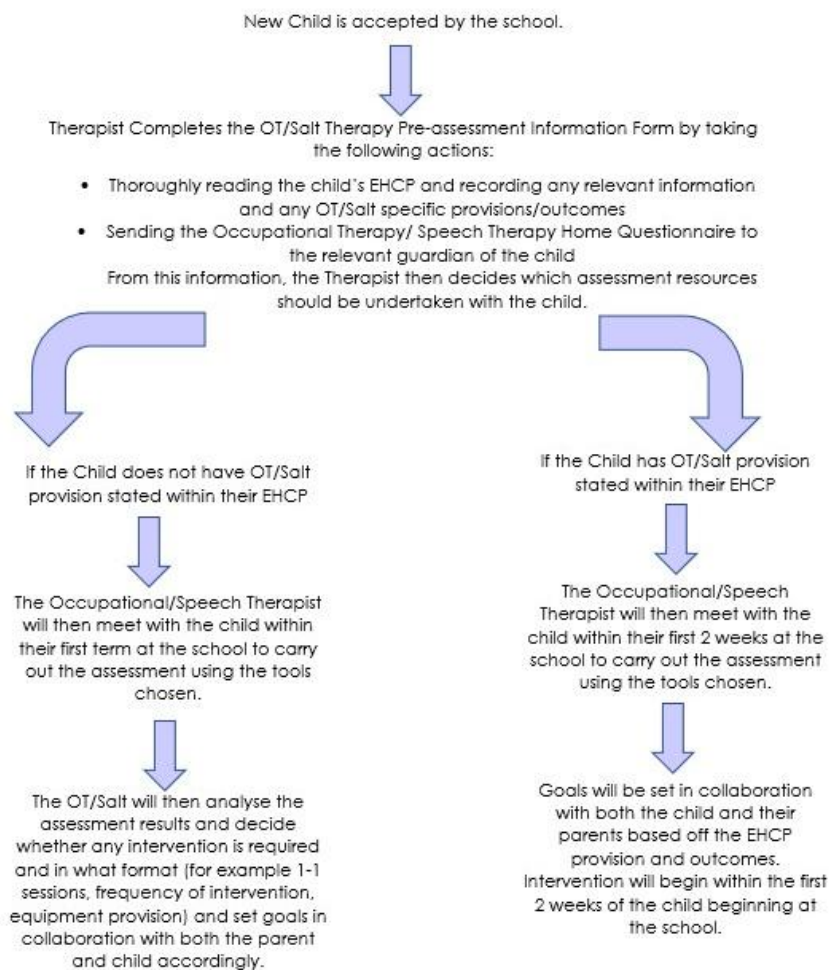 New Child is accepted by the school.
Therapist Completes the OT/Salt Therapy Pre-assessment Information Form by taking
the following actions:
• Thoroughly reading the child's EHCP and recording any relevant information
and any OT/Salt specific provisions/outcomes
• Sending the Occupational Therapy/ Speech Therapy Home Questionnaire to
the relevant guardian of the child
From this information, the Therapist then decides which assessment resources
should be undertaken with the child.
If the Child does not have OT/Salt
provision stated within their EHCP
The Occupational/Speech Therapist
will then meet with the child within
their first term at the school to carry
out the assessment using the tools
chosen.
The OT/Salt will then analyse the
assessment results and decide
whether any intervention is required
and in what format (for example 1-1
sessions, frequency of intervention,
equipment provision) and set goals in
collaboration with both the parent
and child accordingly.
If the Child has OT/Salt provision
stated within their EHCP
The Occupational/Speech
Therapist will then meet with the
child within their first 2 weeks at the
school to carry out the assessment
using the tools chosen.
Goals will be set in collaboration
with both the child and their
parents based off the EHCP
provision and outcomes.
Intervention will begin within the first
2 weeks of the child beginning at
the school.